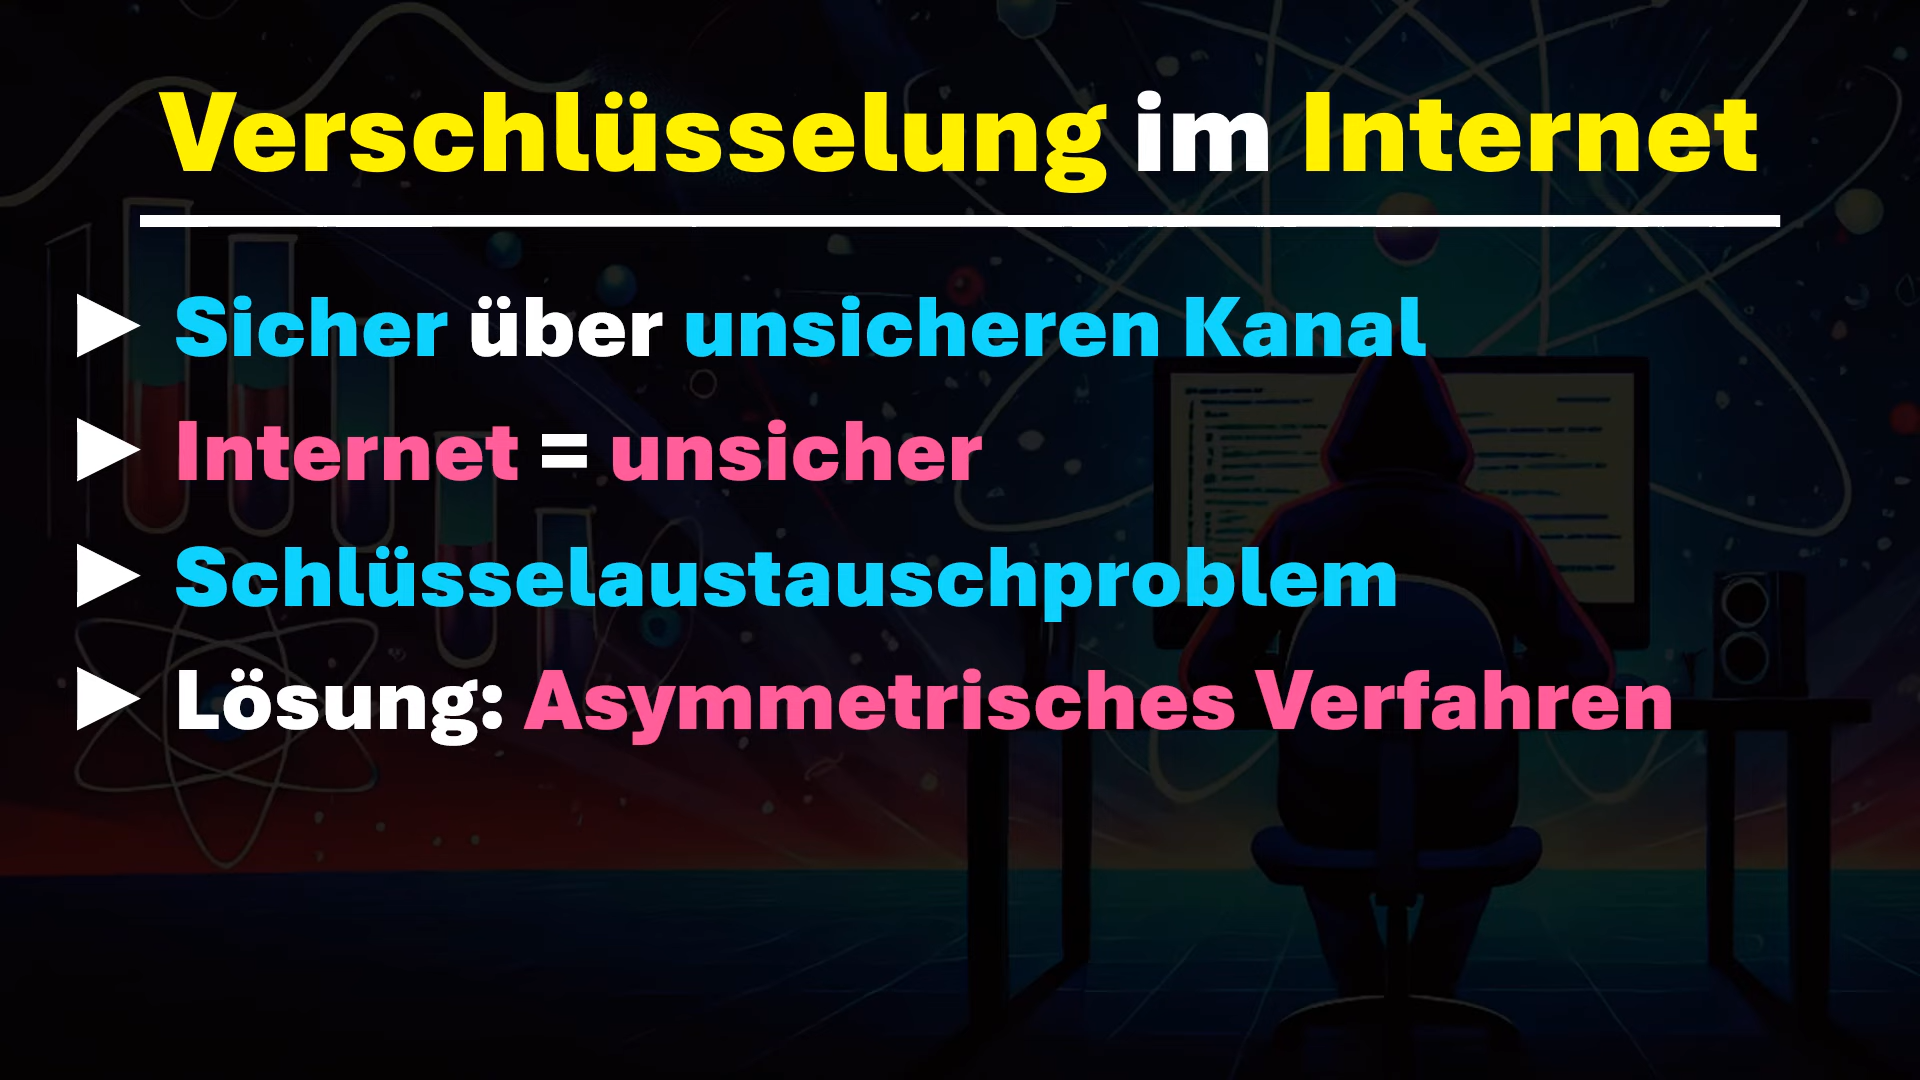 Verschlüsselung im Internet
Sicher über unsicheren Kanal
Internet = unsicher
Schlüsselaustauschproblem
Lösung: Asymmetrisches Verfahren